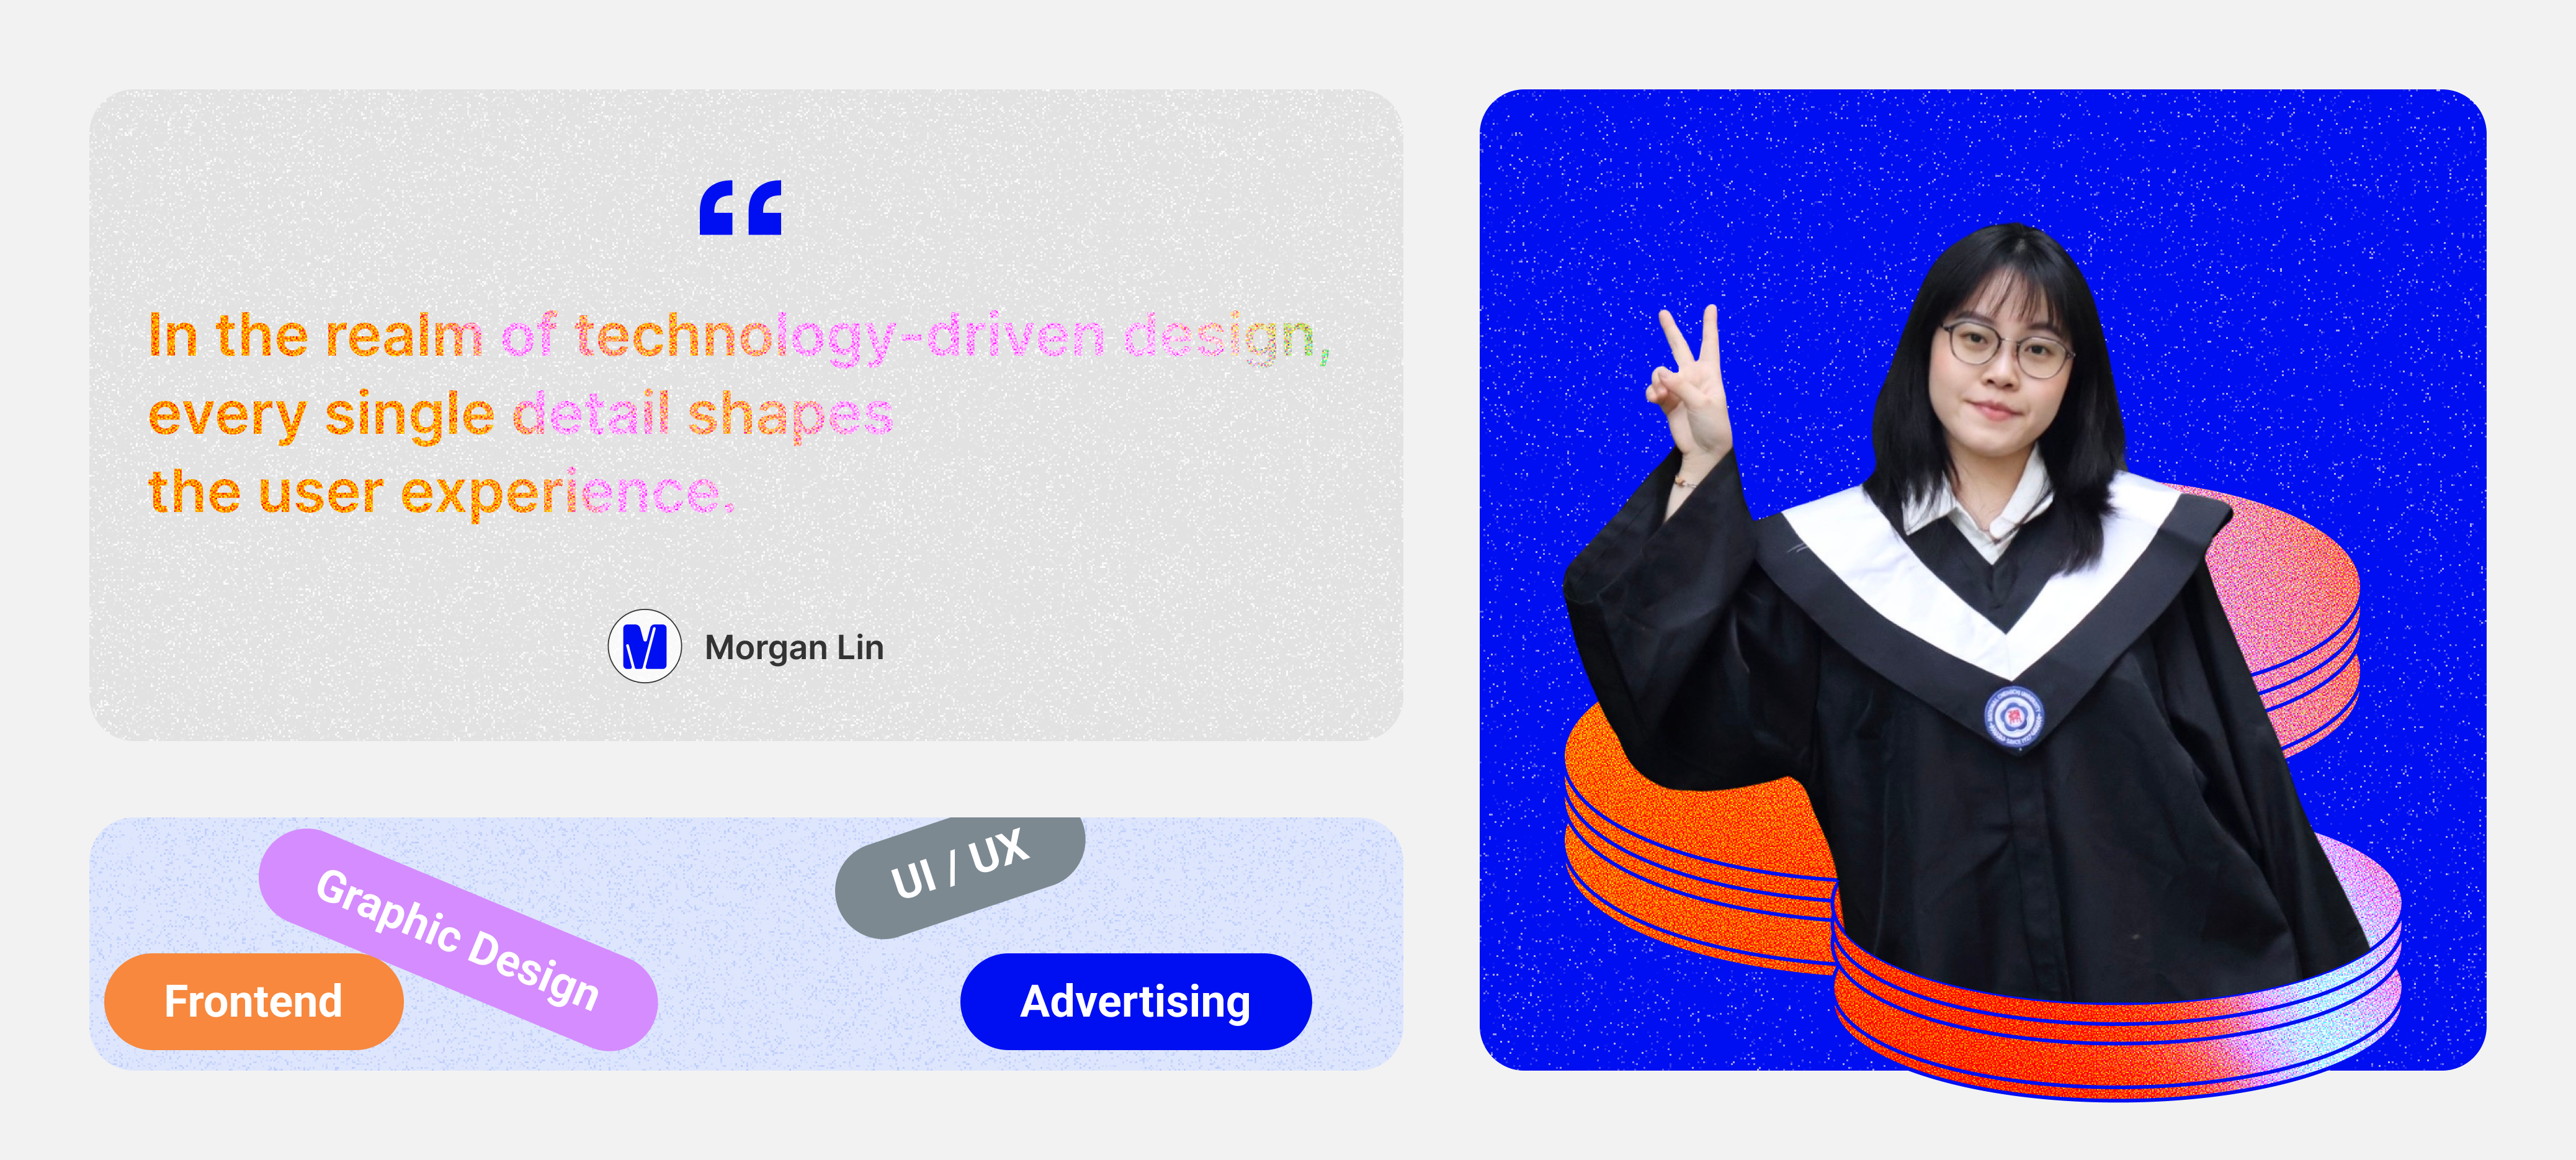 “
In the realm of technology-driven design,
every single detail shapes
the user experience.
Morgan Lin
Graphic Design
UI / UX
Frontend
Advertising